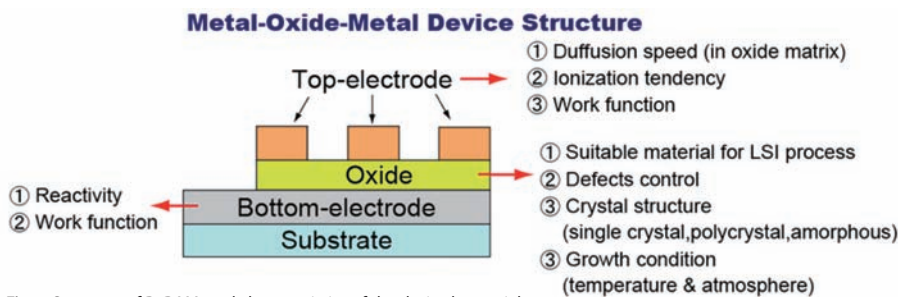 Metal-Oxide-Metal Device Structure
Top-electrode
① Duffusion speed (in oxide matrix)
② Ionization tendency
③ Work function
Oxide
① Suitable material for LSI process
② Defects control
③ Crystal structure
(single crystal,polycrystal,amorphous)
③ Growth condition
(temperature & atmosphere)
① Reactivity
② Work function
Bottom-electrode
Substrate